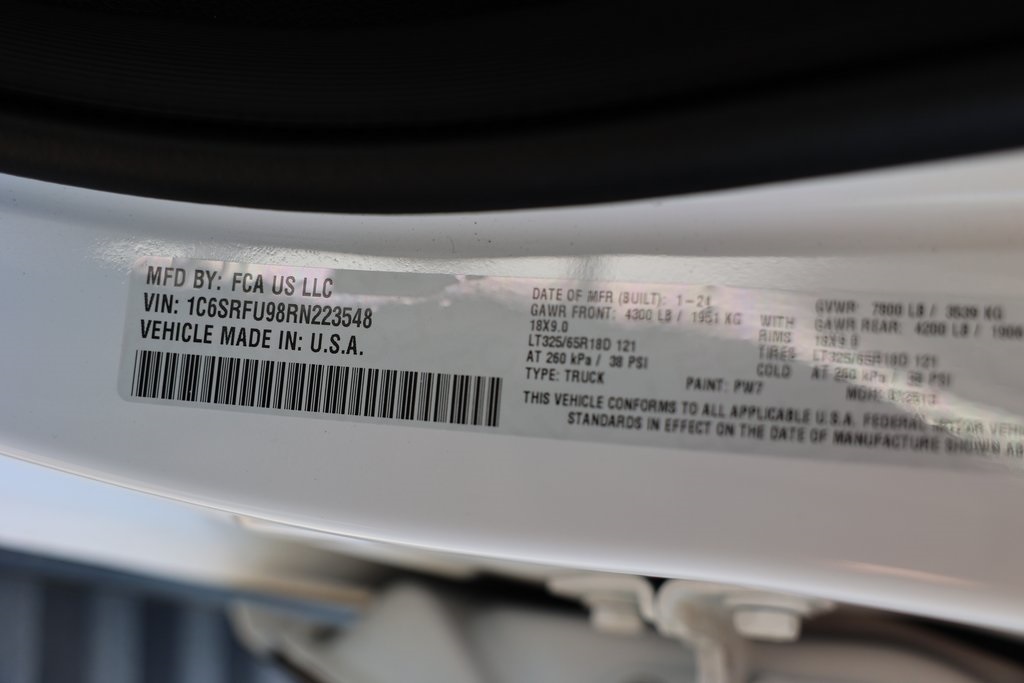 MFD BY: FCA US LLC
VIN: 1C6SRFU98RN223548
VEHICLE MADE IN: U.S.A.
DATE OF MFR (BUILT): 1-24
GAWR FRONT: 4300 LB / 1951 KG
18X9.0
LT325/65R18D 121
AT 260 kPa / 38 PSI
TYPE: TRUCK
WITH
RIMS
TIRES
COLD
GVWR: 7800 LB / 3539 KG
GAWR REAR: 4200 LB /
18X9.0
LT325/65R18D 121
AT 260 kPa / 38 PSI
PAINT: PW7
THIS VEHICLE CONFORMS TO ALL APPLICABLE U.S.A. FEDERAL MOTOR
STANDARDS IN EFFECT ON THE DATE OF MANUFACTURE SHOWN